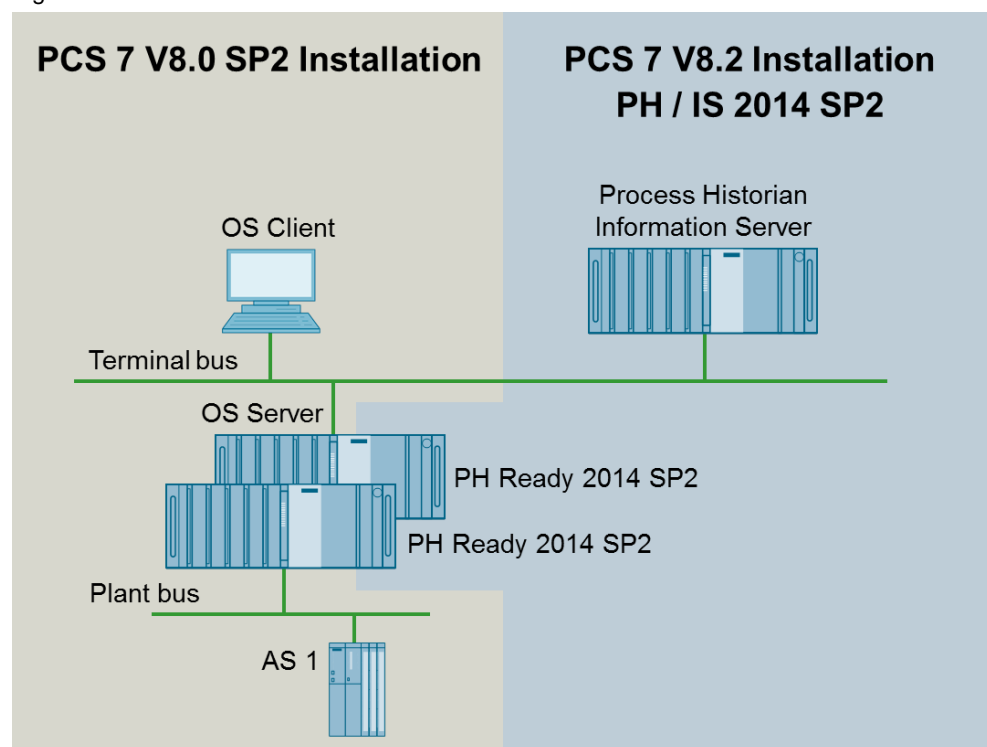 PCS 7 V8.0 SP2 Installation
PCS 7 V8.2 Installation
PH / IS 2014 SP2
Process Historian
Information Server
OS Client
Terminal bus
OS Server
PH Ready 2014 SP2
PH Ready 2014 SP2
Plant bus
AS 1